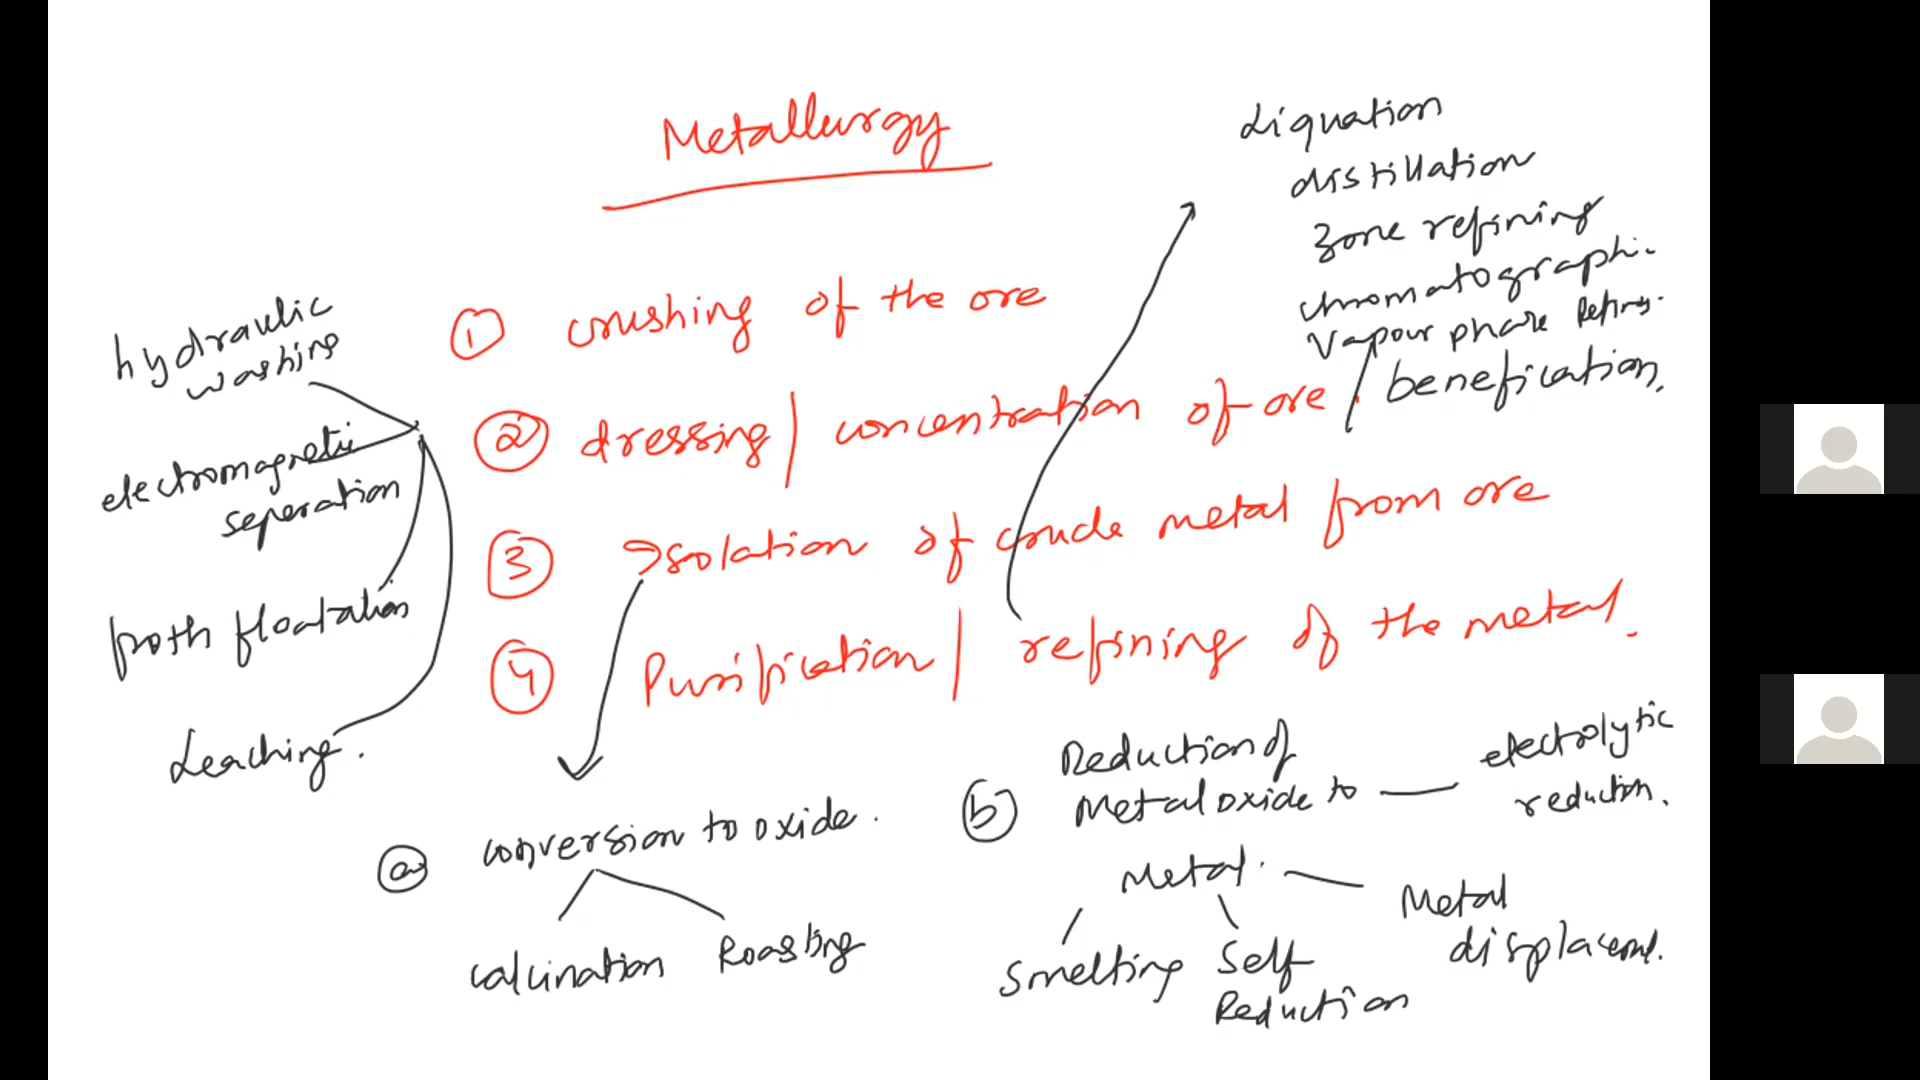 Metallurgy
① crushing of the ore
② dressing/ concentration of ore / benefication.
③ Isolation of crude metal from ore
④ Purification/ refining of the metal.
hydraulic
washing
electromagnetic
seperation
froth floatation
Leaching.
Liquation
distillation
Zone refining
chromatographi.
Vapour phase Refining.
ⓐ conversion to oxide.
calcination Roasting
ⓑ Reduction of
Metal oxide to
Metal.
electrolytic
reduction.
Smelting
Self
Reduction
Metal